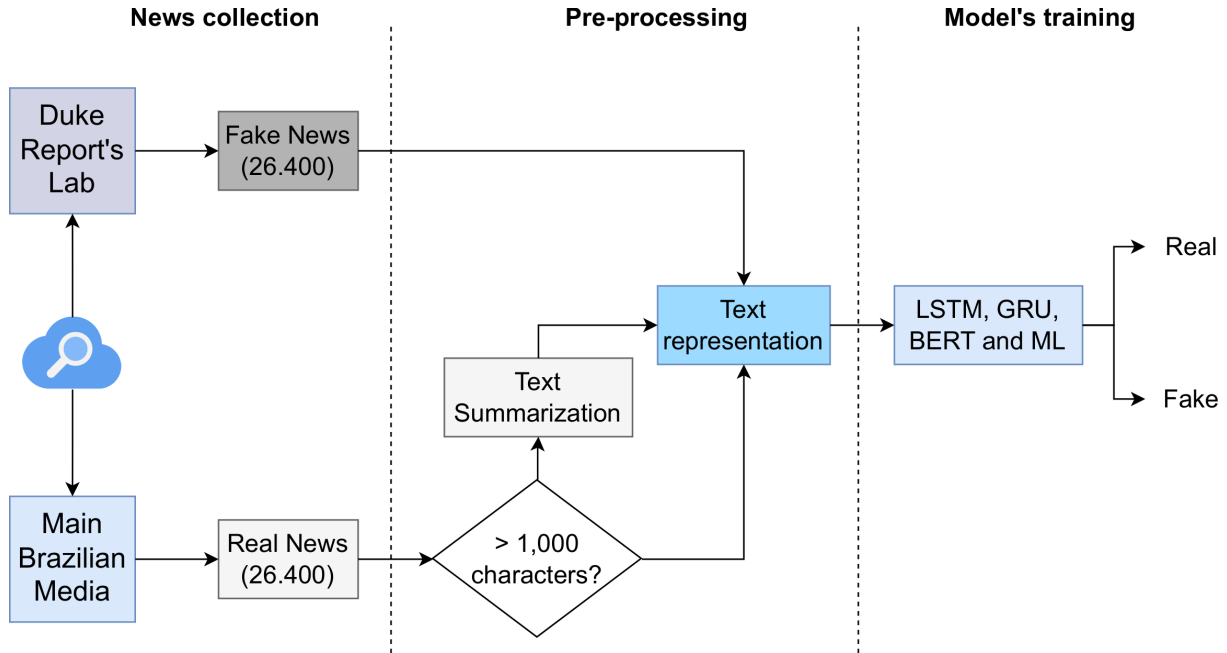 News collection
Pre-processing
Model's training
Duke
Report's
Lab
Fake News
(26.400)
Real
Text
representation
LSTM, GRU,
BERT and ML
Text
Summarization
Fake
Main
Brazilian
Media
Real News
(26.400)
> 1,000
characters?